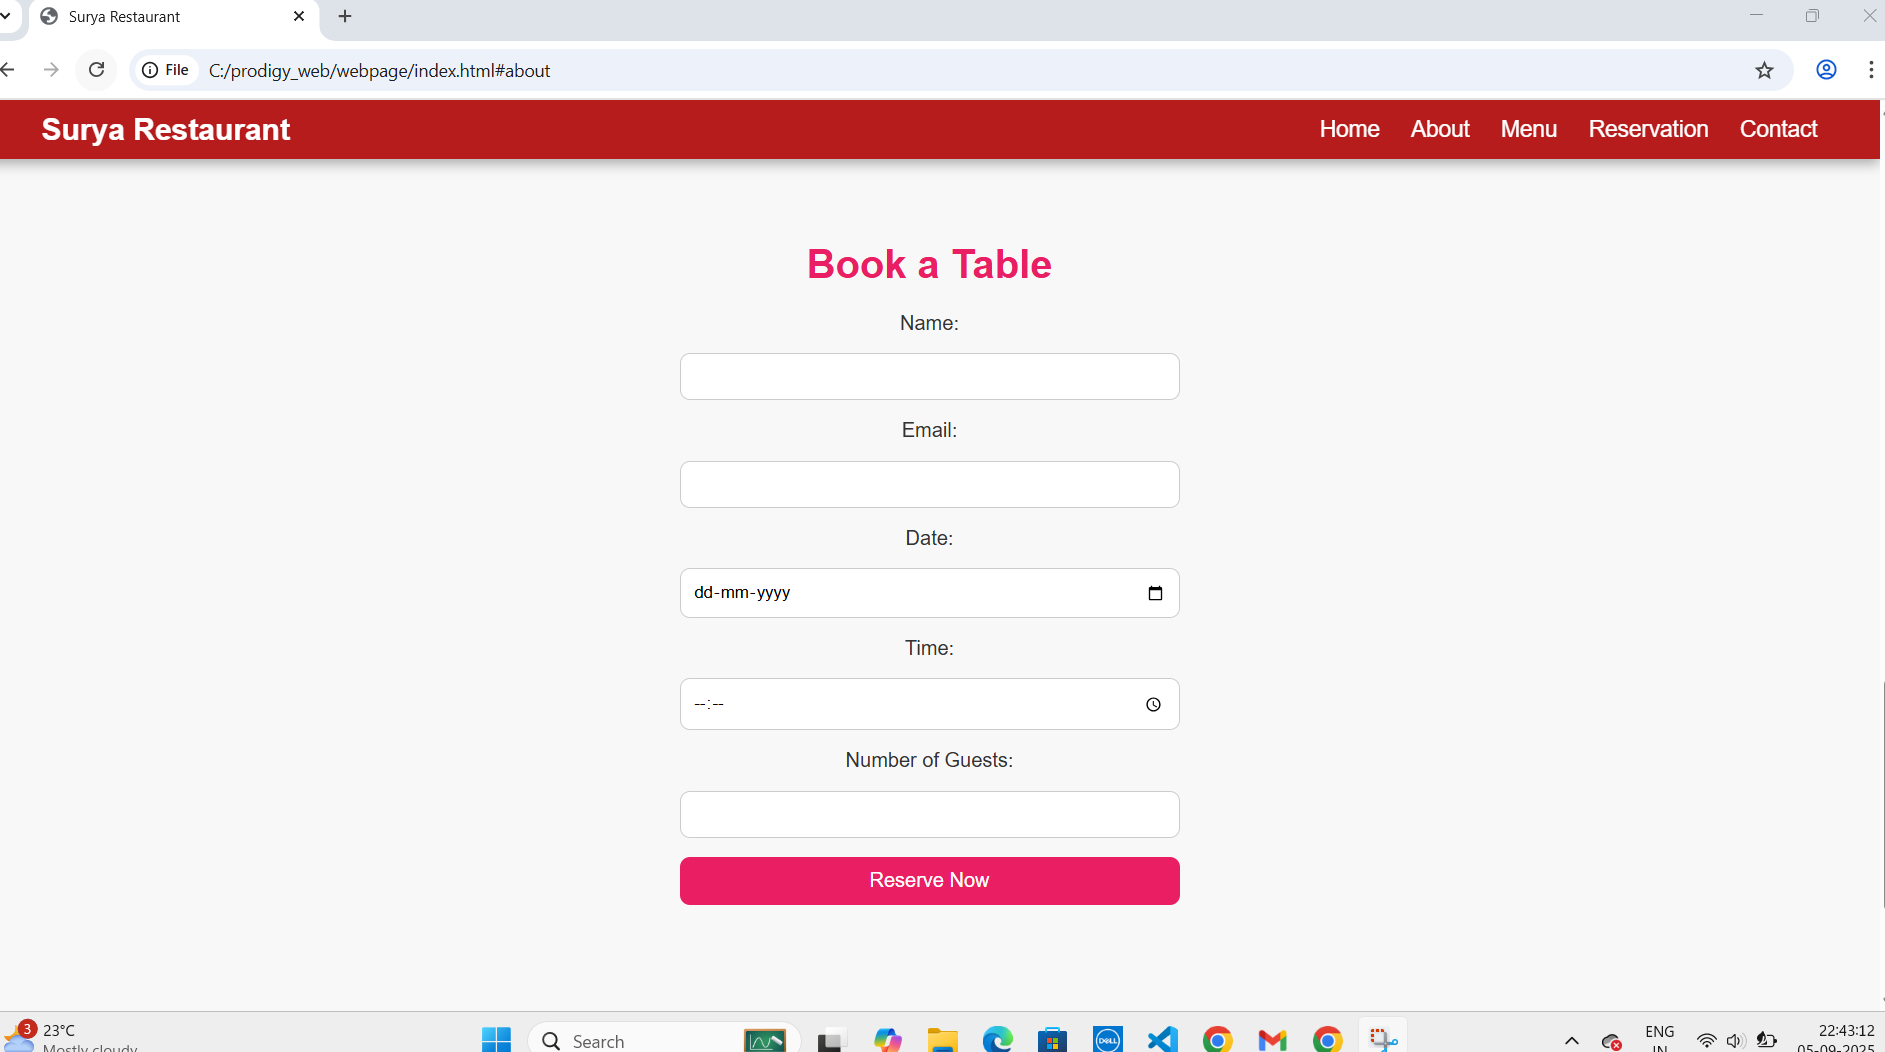 Surya Restaurant
File C:/prodigy_web/webpage/index.html#about
Surya Restaurant Home About Menu Reservation Contact
Book a Table
Name:
Email:
Date:
dd-mm-yyyy
Time:
--:--
Number of Guests:
Reserve Now
3 23°C
Mostly cloudy
Search
DELL
ENG
IN
22:43:12
05-09-2025